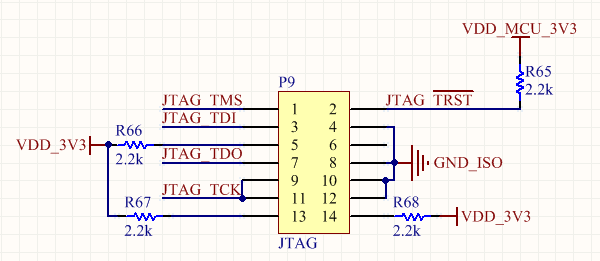 VDD_MCU_3V3
P9
R65
2.2k
JTAG_TMS 1 2 JTAG_TRST
JTAG_TDI 3 4
R66
VDD_3V3 5 6
2.2k
JTAG_TDO 7 8 GND_ISO
9 10
JTAG_TCK 11 12
R67 R68
13 14 VDD_3V3
2.2k 2.2k
JTAG